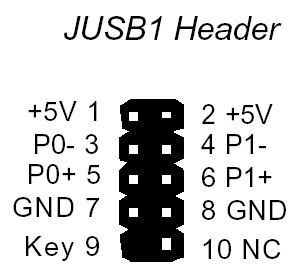 JUSB1 Header
+5V 1 2 +5V
P0- 3 4 P1-
P0+ 5 6 P1+
GND 7 8 GND
Key 9 10 NC